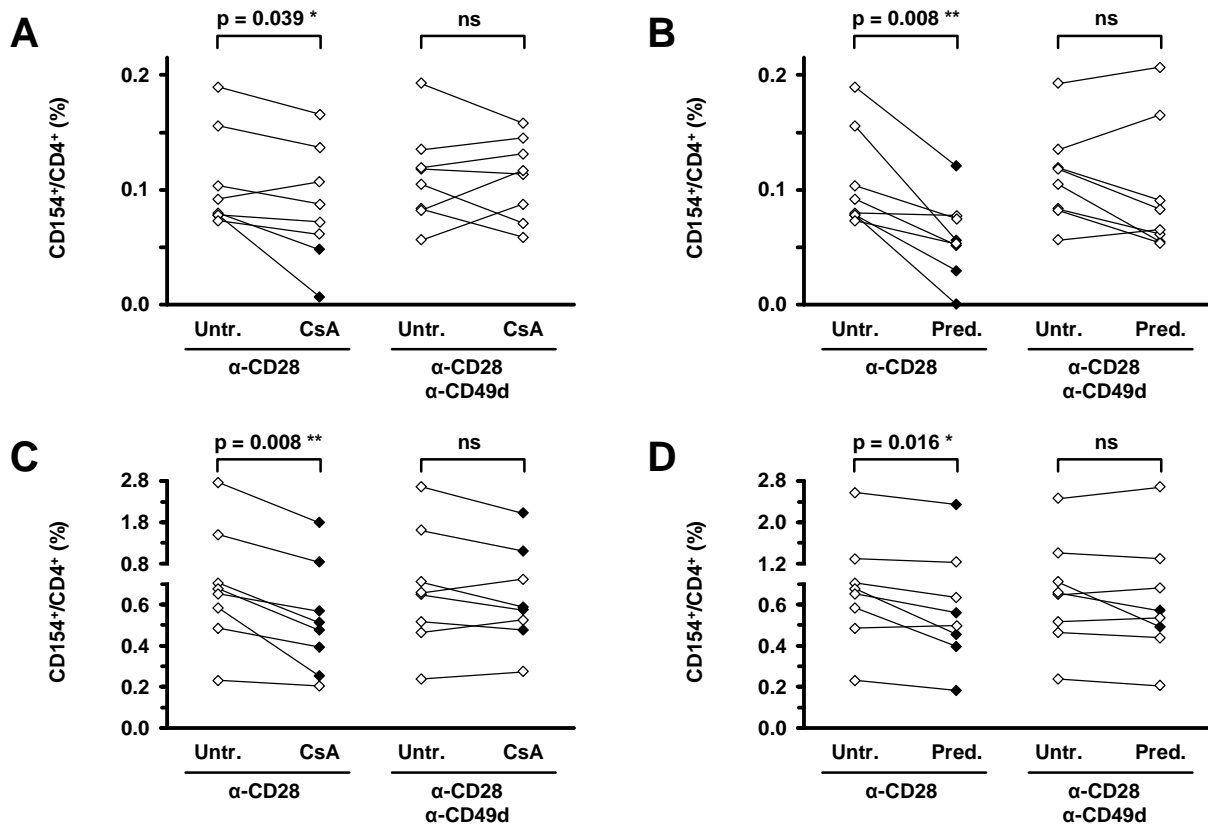 A
p = 0.039 *
ns
CD154⁺/CD4⁺ (%)
0.2
0.1
0.0
Untr. CsA Untr. CsA
α-CD28 α-CD28
α-CD49d
B
p = 0.008 **
ns
CD154⁺/CD4⁺ (%)
0.2
0.1
0.0
Untr. Pred. Untr. Pred.
α-CD28 α-CD28
α-CD49d
C
p = 0.008 **
ns
CD154⁺/CD4⁺ (%)
2.8
1.8
0.8
0.6
0.4
0.2
0.0
Untr. CsA Untr. CsA
α-CD28 α-CD28
α-CD49d
D
p = 0.016 *
ns
CD154⁺/CD4⁺ (%)
2.8
2.0
1.2
0.6
0.4
0.2
0.0
Untr. Pred. Untr. Pred.
α-CD28 α-CD28
α-CD49d